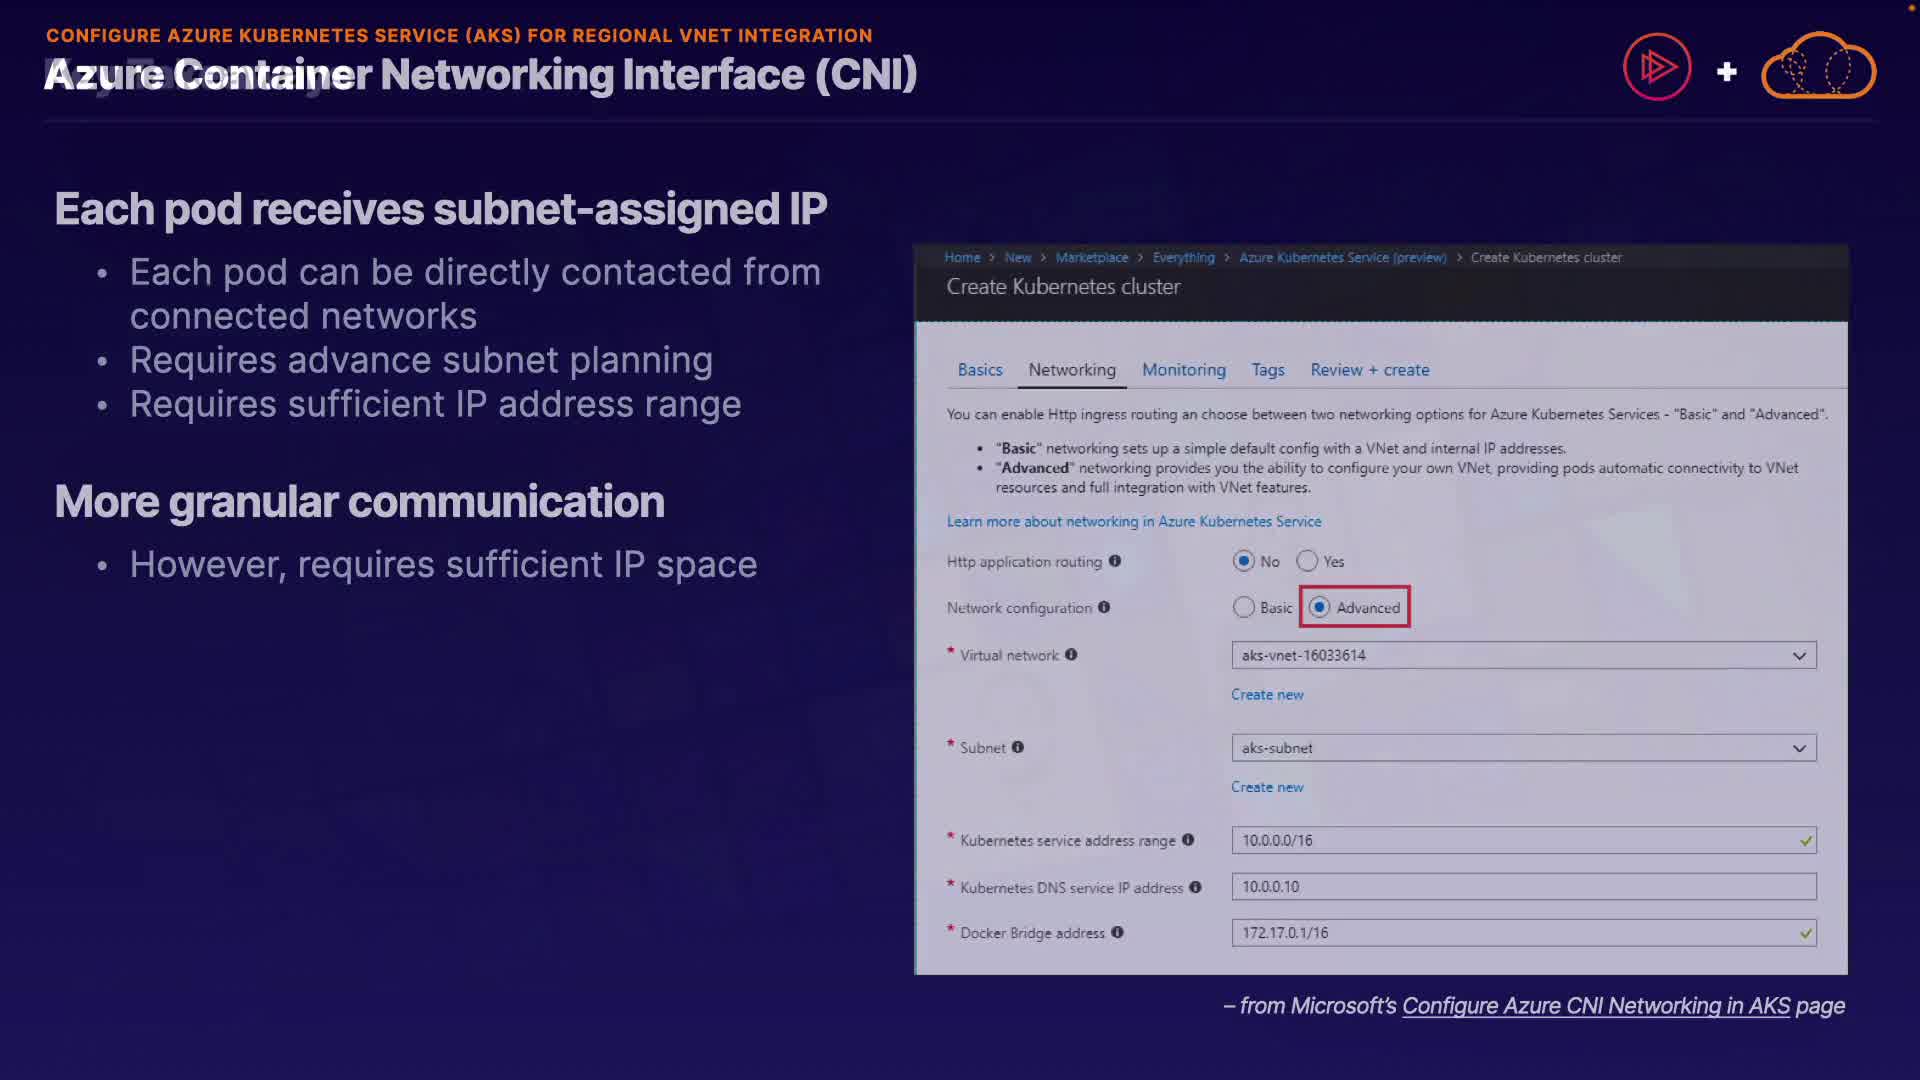 CONFIGURE AZURE KUBERNETES SERVICE (AKS) FOR REGIONAL VNET INTEGRATION
Azure Container Networking Interface (CNI)
Each pod receives subnet-assigned IP
• Each pod can be directly contacted from
connected networks
• Requires advance subnet planning
• Requires sufficient IP address range
More granular communication
• However, requires sufficient IP space
Home > New > Marketplace > Everything > Azure Kubernetes Service (preview) > Create Kubernetes cluster
Create Kubernetes cluster
Basics Networking Monitoring Tags Review + create
You can enable Http ingress routing an choose between two networking options for Azure Kubernetes Services - "Basic" and "Advanced".
• "Basic" networking sets up a simple default config with a VNet and internal IP addresses.
• "Advanced" networking provides you the ability to configure your own VNet, providing pods automatic connectivity to VNet
resources and full integration with VNet features.
Learn more about networking in Azure Kubernetes Service
Http application routing No Yes
Network configuration Basic Advanced
* Virtual network aks-vnet-16033614
Create new
* Subnet aks-subnet
Create new
* Kubernetes service address range 10.0.0.0/16
* Kubernetes DNS service IP address 10.0.0.10
* Docker Bridge address 172.17.0.1/16
– from Microsoft's Configure Azure CNI Networking in AKS page